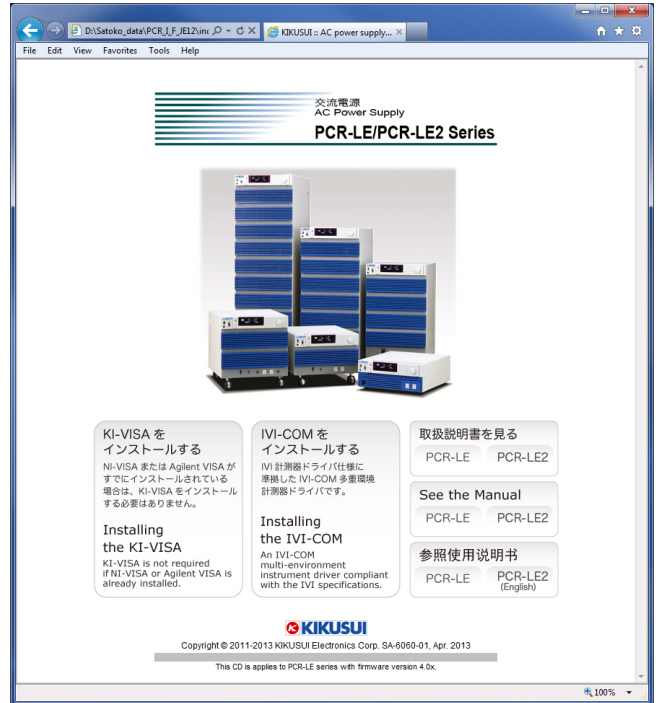 D:\Satoko_data\PCR_I_F_JE12\inc
KIKUSUI :: AC power supply...
File Edit View Favorites Tools Help
交流電源
AC Power Supply
PCR-LE/PCR-LE2 Series
KI-VISA を
インストールする
NI-VISA または Agilent VISA が
すでにインストールされている
場合は、KI-VISA をインストール
する必要はありません。
Installing
the KI-VISA
KI-VISA is not required
if NI-VISA or Agilent VISA is
already installed.
IVI-COM を
インストールする
IVI 計測器ドライバ仕様に
準拠した IVI-COM 多重環境
計測器ドライバです。
Installing
the IVI-COM
An IVI-COM
multi-environment
instrument driver compliant
with the IVI specifications.
取扱説明書を見る
PCR-LE PCR-LE2
See the Manual
PCR-LE PCR-LE2
参照使用说明书
PCR-LE PCR-LE2
(English)
KIKUSUI
Copyright © 2011-2013 KIKUSUI Electronics Corp. SA-6060-01, Apr. 2013
This CD is applies to PCR-LE series with firmware version 4.0x.
100%